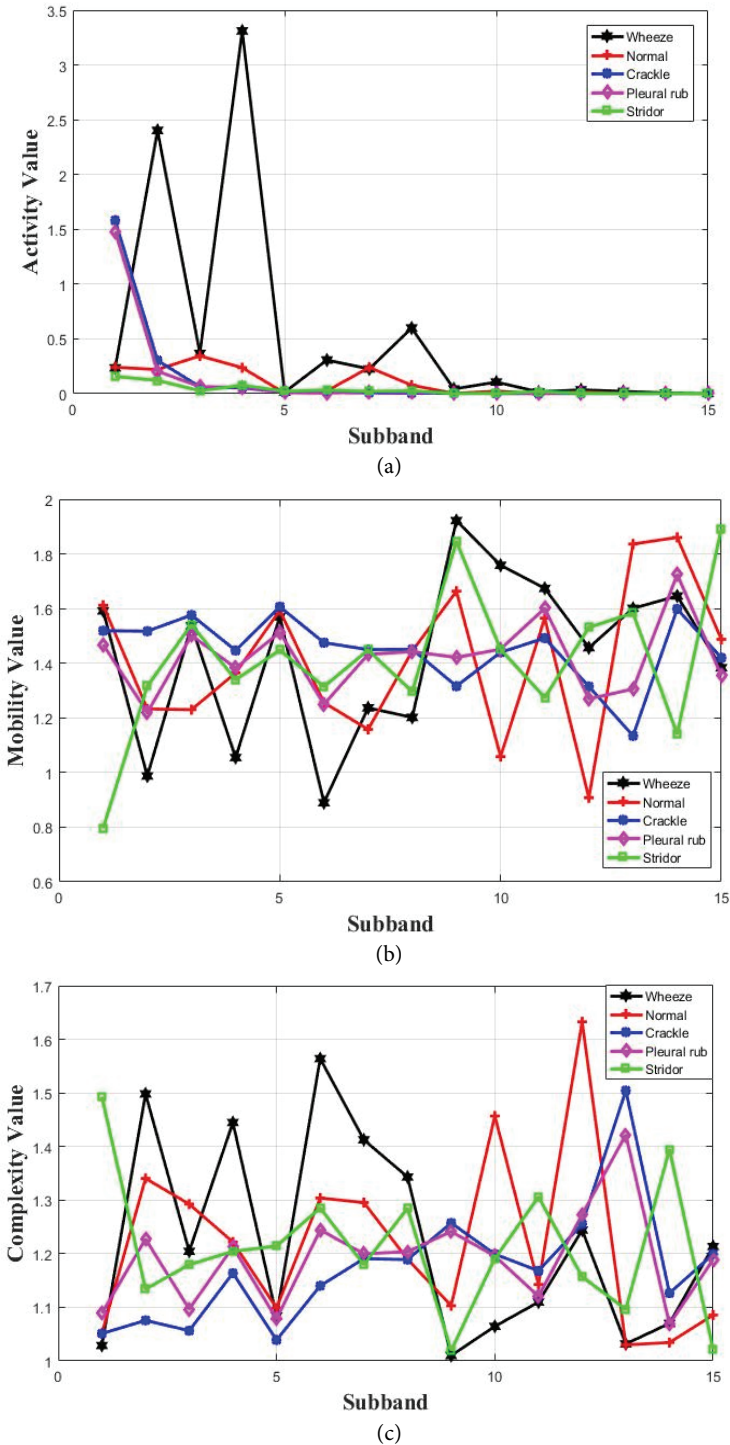 3.5
3
2.5
2
1.5
1
0.5
0
Activity Value
Wheeze
Normal
Crackle
Pleural rub
Stridor
0 5 10 15
Subband
(a)
2
1.8
1.6
1.4
1.2
1
0.8
0.6
Mobility Value
Wheeze
Normal
Crackle
Pleural rub
Stridor
0 5 10 15
Subband
(b)
1.7
1.6
1.5
1.4
1.3
1.2
1.1
1
Complexity Value
Wheeze
Normal
Crackle
Pleural rub
Stridor
0 5 10 15
Subband
(c)